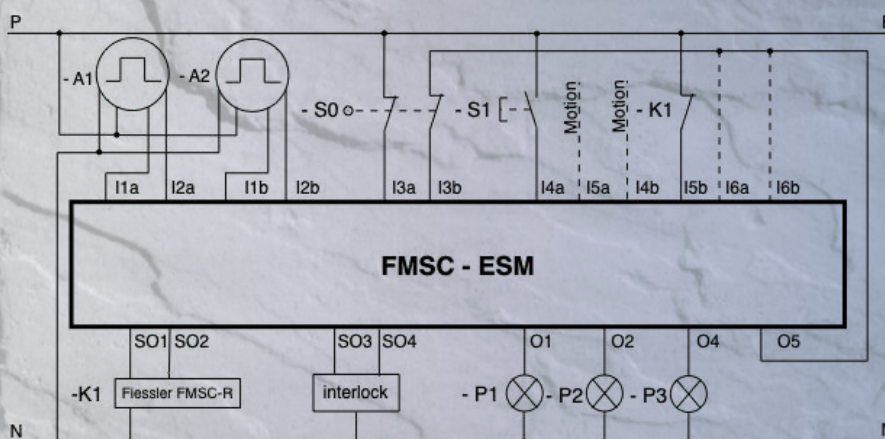 P
- A1
- A2
- S0
- S1
Motion
Motion
- K1
I1a
I2a
I1b
I2b
I3a
I3b
I4a
I5a
I4b
I5b
I6a
I6b
FMSC - ESM
SO1
SO2
SO3
SO4
O1
O2
O4
O5
-K1
Fiessler FMSC-R
interlock
- P1
- P2
- P3
N